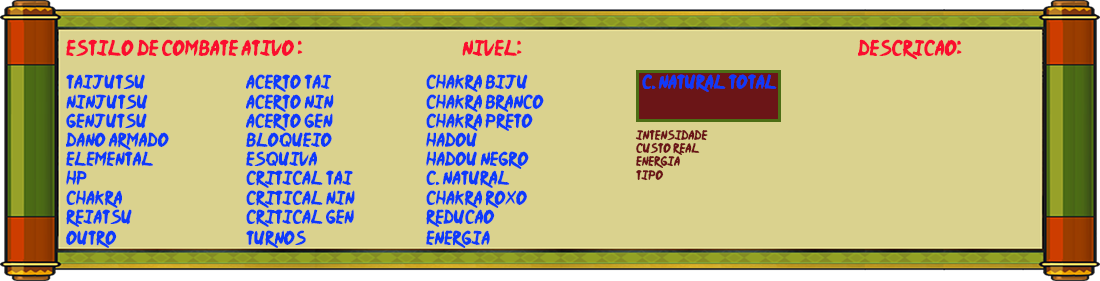 ESTILO DE COMBATE ATIVO:
NIVEL:
DESCRICAO:
TAIJUTSU
NINJUTSU
GENJUTSU
DANO ARMADO
ELEMENTAL
HP
CHAKRA
REIATSU
OUTRO
ACERTO TAI
ACERTO NIN
ACERTO GEN
BLOQUEIO
ESQUIVA
CRITICAL TAI
CRITICAL NIN
CRITICAL GEN
TURNOS
CHAKRA BIJU
CHAKRA BRANCO
CHAKRA PRETO
HADOU
HADOU NEGRO
C. NATURAL
CHAKRA ROXO
REDUCAO
ENERGIA
C. NATURAL TOTAL
INTENSIDADE
CUSTO REAL
ENERGIA
TIPO